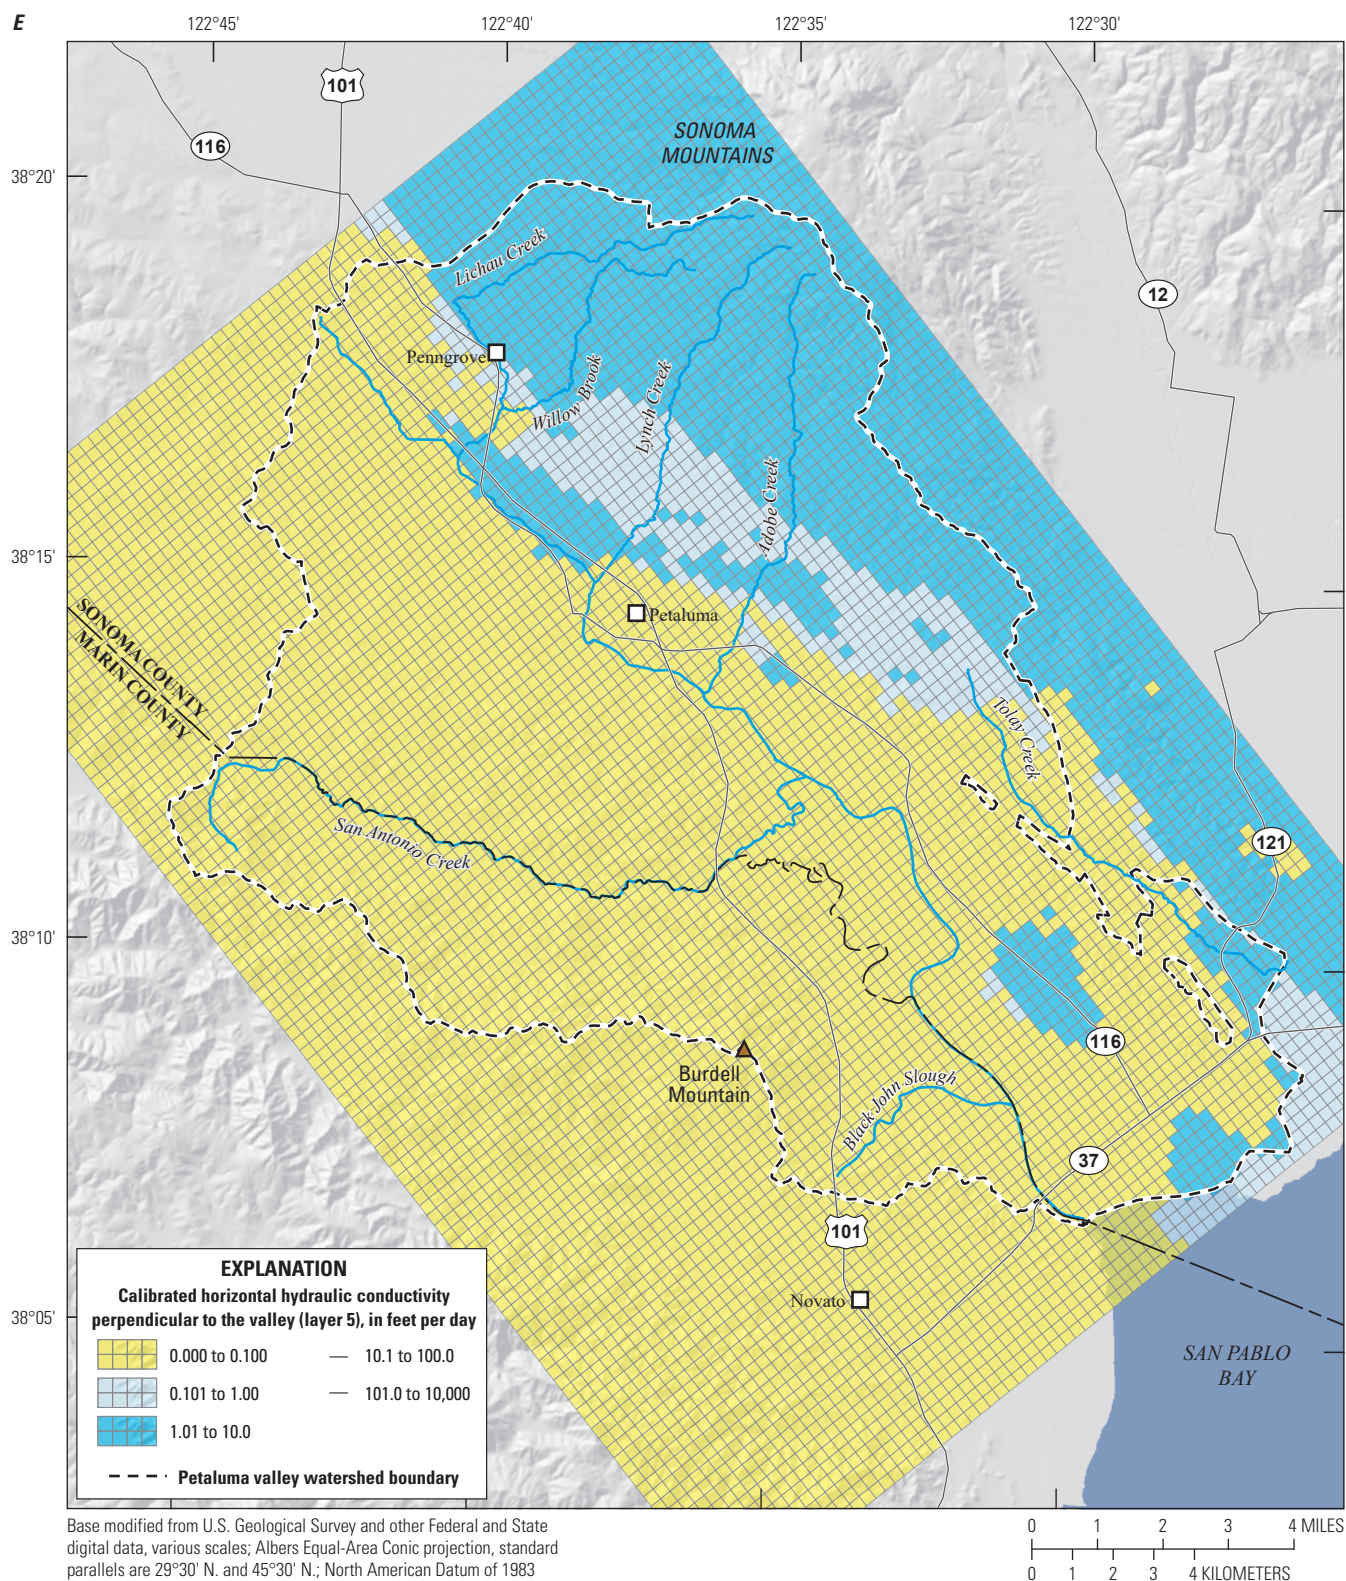 E
122°45'
122°40'
122°35'
122°30'
101
116
SONOMA
MOUNTAINS
38°20'
Lichau Creek
12
Penngrove
Willow Brook
Lynch Creek
Adobe Creek
38°15'
Petaluma
SONOMA COUNTY
MARIN COUNTY
Tolay Creek
San Antonio Creek
121
38°10'
116
Burdell
Mountain
Black John Slough
37
101
Novato
38°05'
SAN PABLO
BAY
EXPLANATION
Calibrated horizontal hydraulic conductivity
perpendicular to the valley (layer 5), in feet per day
0.000 to 0.100
10.1 to 100.0
0.101 to 1.00
101.0 to 10,000
1.01 to 10.0
Petaluma valley watershed boundary
Base modified from U.S. Geological Survey and other Federal and State
digital data, various scales; Albers Equal-Area Conic projection, standard
parallels are 29°30' N. and 45°30' N.; North American Datum of 1983
0 1 2 3 4 MILES
0 1 2 3 4 KILOMETERS